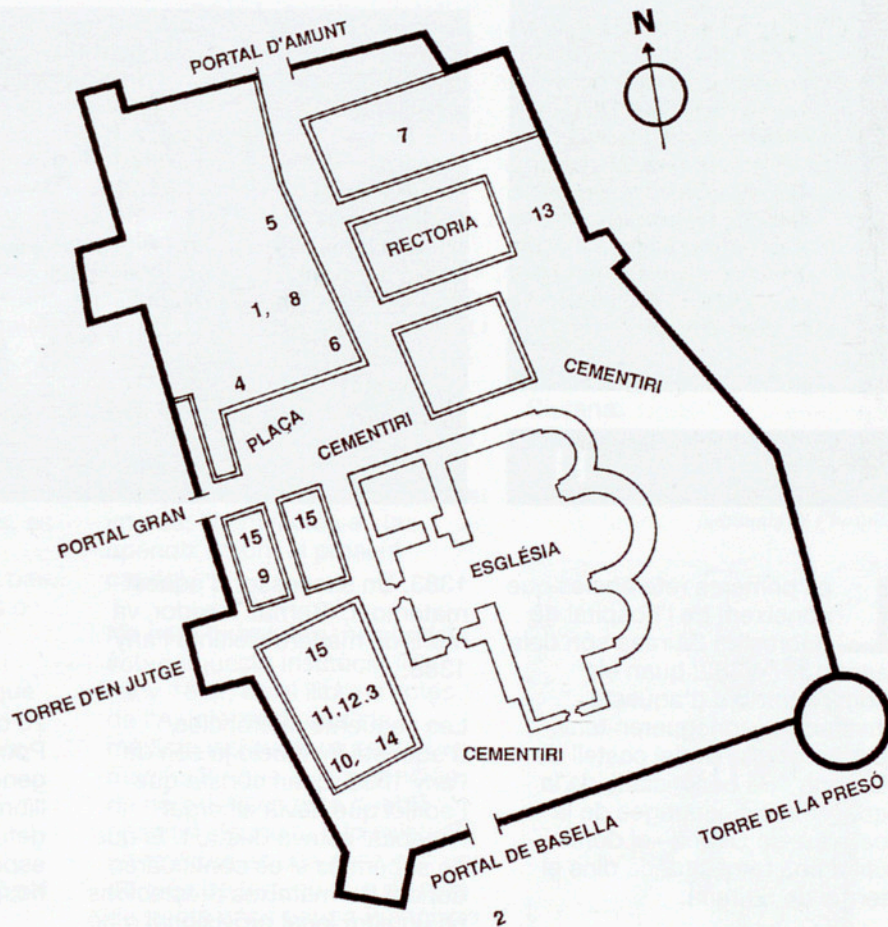 PORTAL D'AMUNT
N
7
13
5
RECTORIA
1, 8
6
4
CEMENTIRI
PLAÇA
CEMENTIRI
PORTAL GRAN
15
15
9
ESGLÉSIA
15
TORRE D'EN JUTGE
11.12.3
10, 14
CEMENTIRI
TORRE DE LA PRESÓ
PORTAL DE BASELLA
2